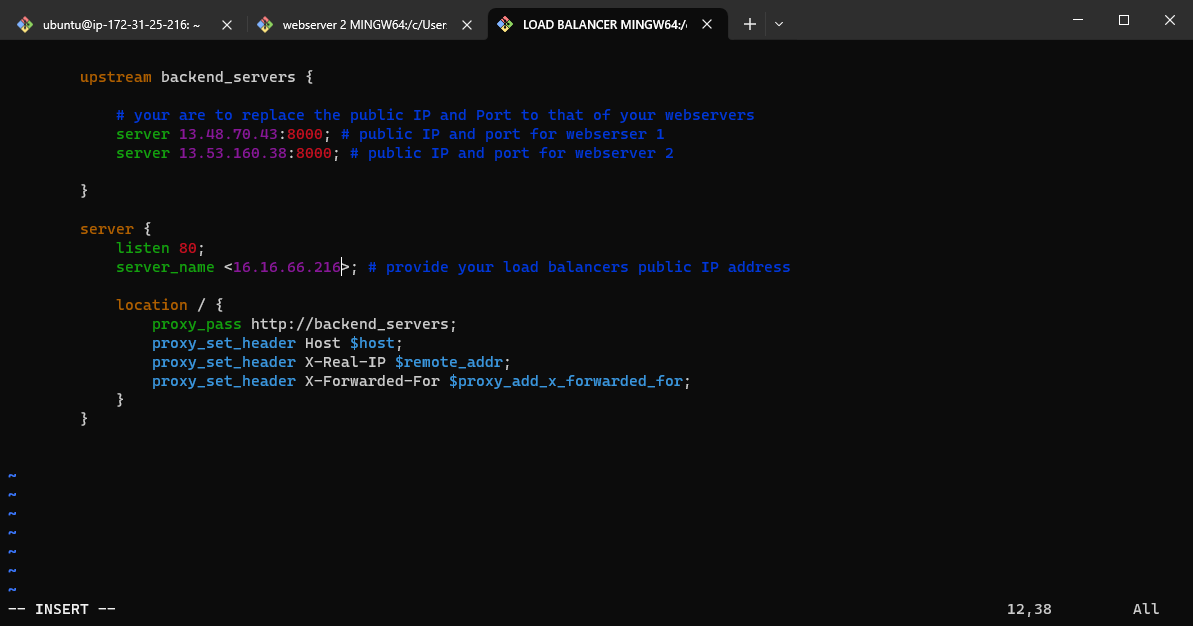 ubuntu@ip-172-31-25-216: ~ webserver 2 MINGW64:/c/User LOAD BALANCER MINGW64:/
upstream backend_servers {
# your are to replace the public IP and Port to that of your webservers
server 13.48.70.43:8000; # public IP and port for webserser 1
server 13.53.160.38:8000; # public IP and port for webserver 2
}
server {
listen 80;
server_name <16.16.66.216>; # provide your load balancers public IP address
location / {
proxy_pass http://backend_servers;
proxy_set_header Host $host;
proxy_set_header X-Real-IP $remote_addr;
proxy_set_header X-Forwarded-For $proxy_add_x_forwarded_for;
}
}
~
~
~
~
~
~
~
-- INSERT -- 12,38 All